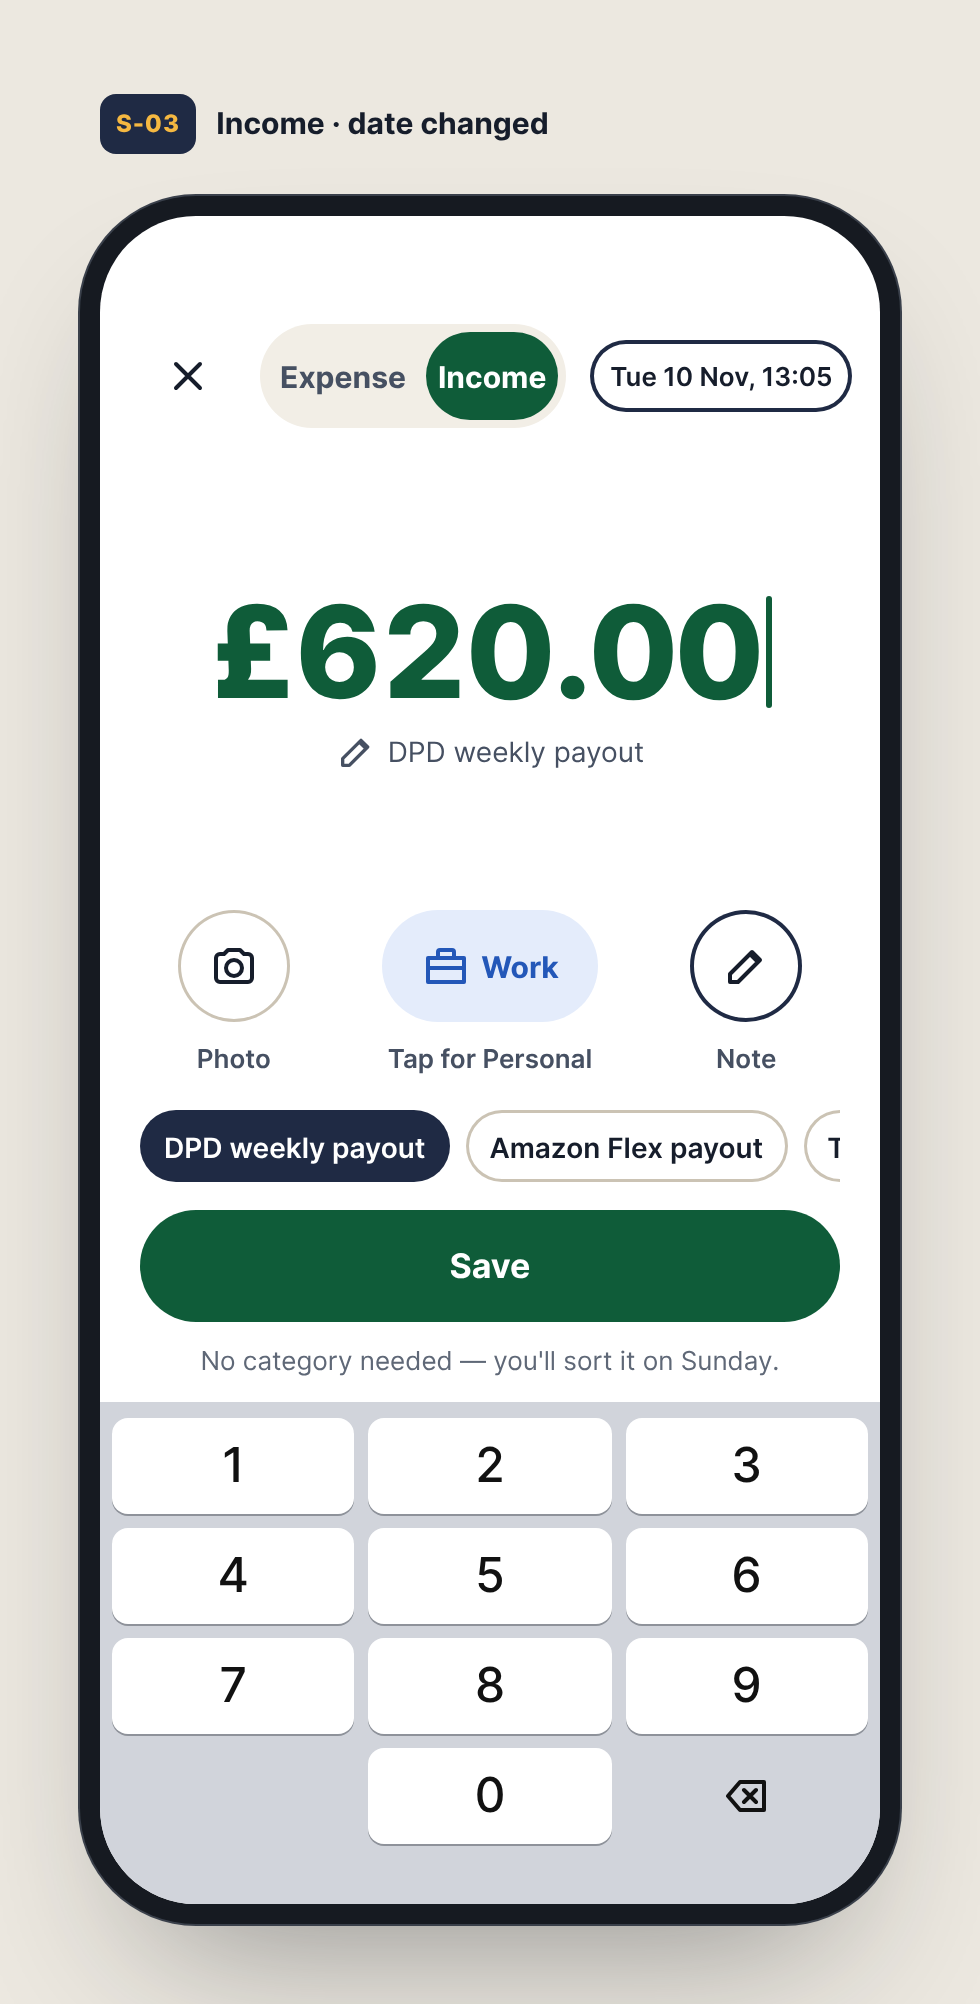 S-03 Income · date changed
Expense Income Tue 10 Nov, 13:05
£620.00
DPD weekly payout
Work
Photo Tap for Personal Note
DPD weekly payout Amazon Flex payout T
Save
No category needed — you'll sort it on Sunday.
1 2 3
4 5 6
7 8 9
0